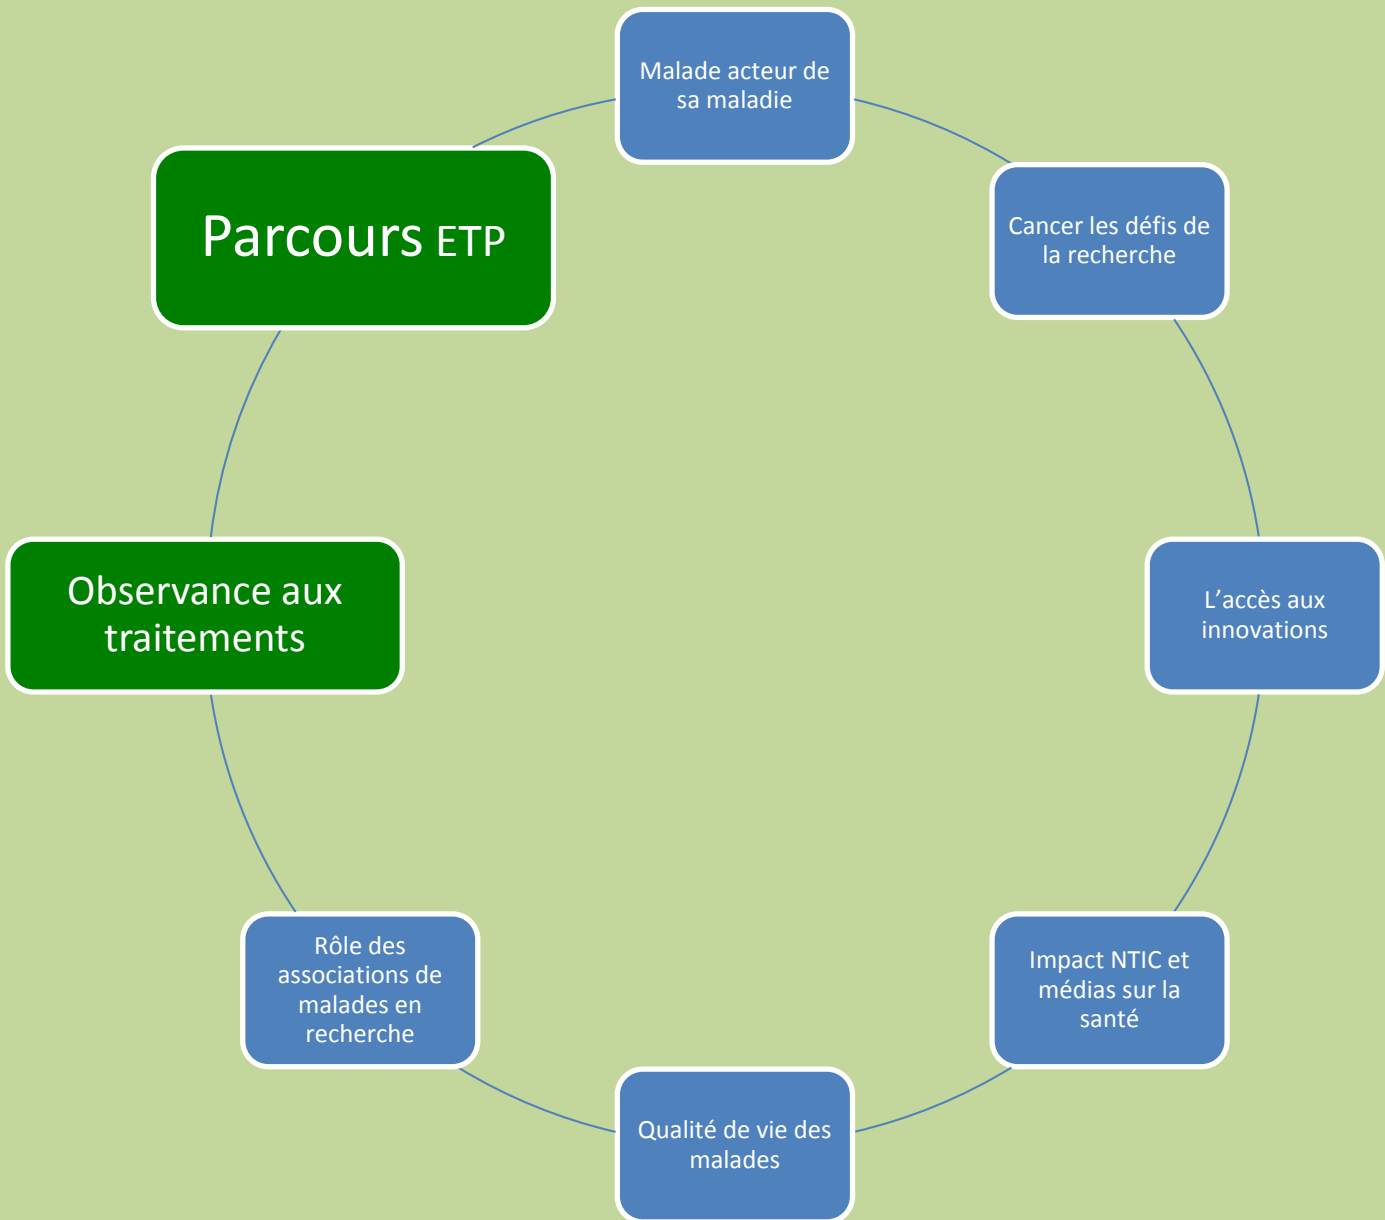 Malade acteur de
sa maladie
Cancer les défis de
la recherche
L’accès aux
innovations
Impact NTIC et
médias sur la
santé
Qualité de vie des
malades
Rôle des
associations de
malades en
recherche
Observance aux
traitements
Parcours ETP